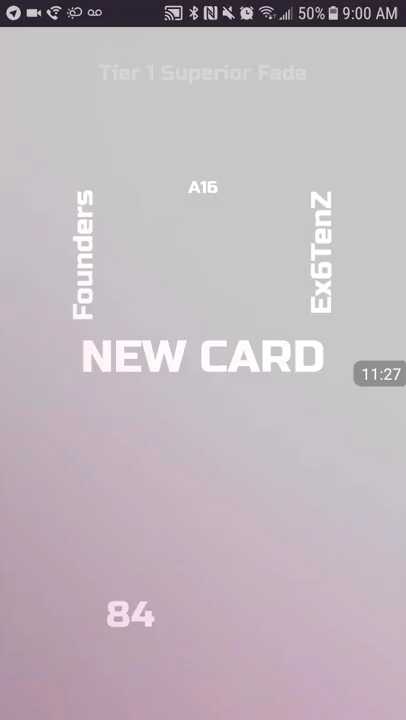 50% 9:00 AM
Tier 1 Superior Fade
A16
Founders
Ex6TenZ
NEW CARD
11:27
84